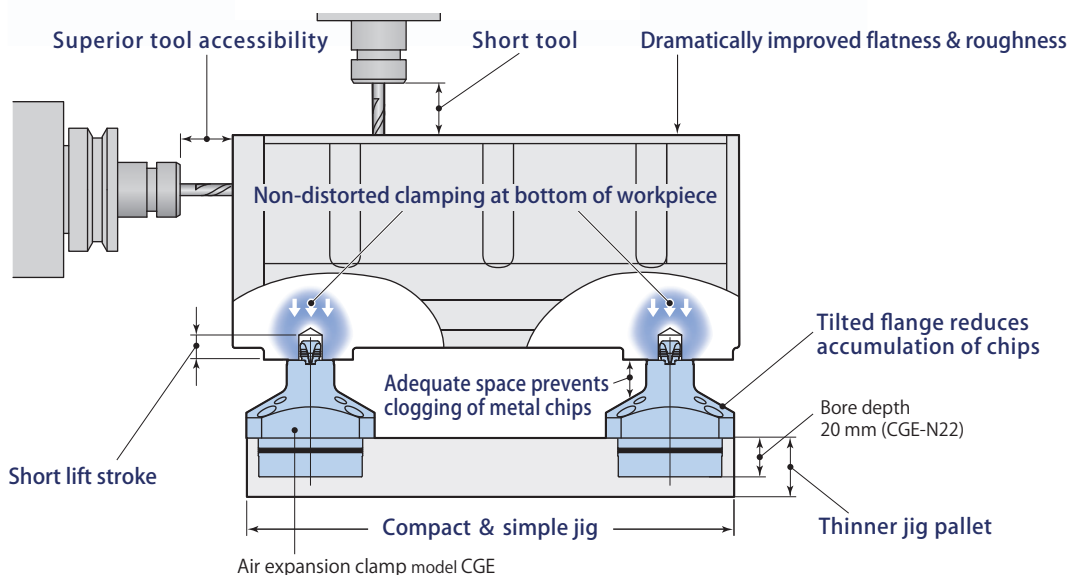 Superior tool accessibility
Short tool
Dramatically improved flatness & roughness
Non-distorted clamping at bottom of workpiece
Tilted flange reduces
accumulation of chips
Adequate space prevents
clogging of metal chips
Bore depth
20 mm (CGE-N22)
Short lift stroke
Compact & simple jig
Thinner jig pallet
Air expansion clamp model CGE